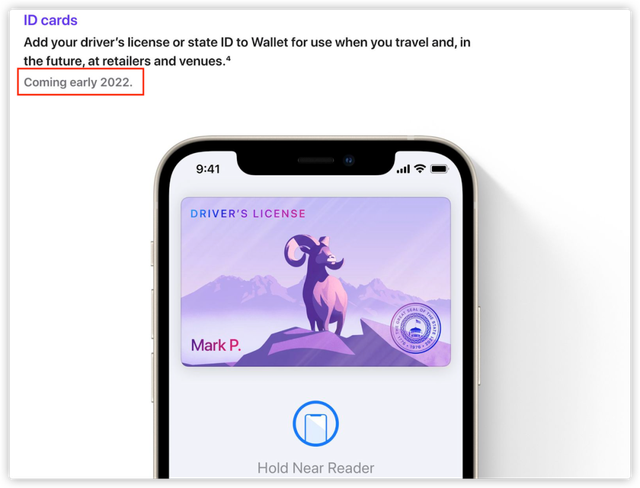 ID cards
Add your driver’s license or state ID to Wallet for use when you travel and, in
the future, at retailers and venues.⁴
Coming early 2022.
9:41
DRIVER’S LICENSE
Mark P.
Hold Near Reader